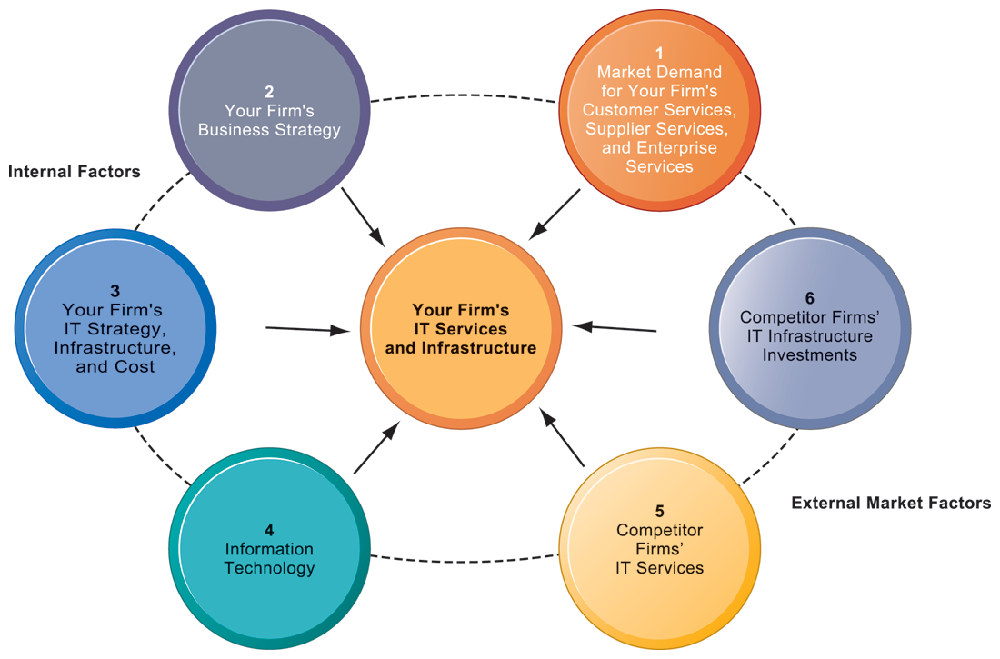 1
Market Demand
for Your Firm's
Customer Services,
Supplier Services,
and Enterprise
Services
2
Your Firm's
Business Strategy
Internal Factors
3
Your Firm's
IT Strategy,
Infrastructure,
and Cost
Your Firm's
IT Services
and Infrastructure
6
Competitor Firms’
IT Infrastructure
Investments
4
Information
Technology
5
Competitor
Firms’
IT Services
External Market Factors